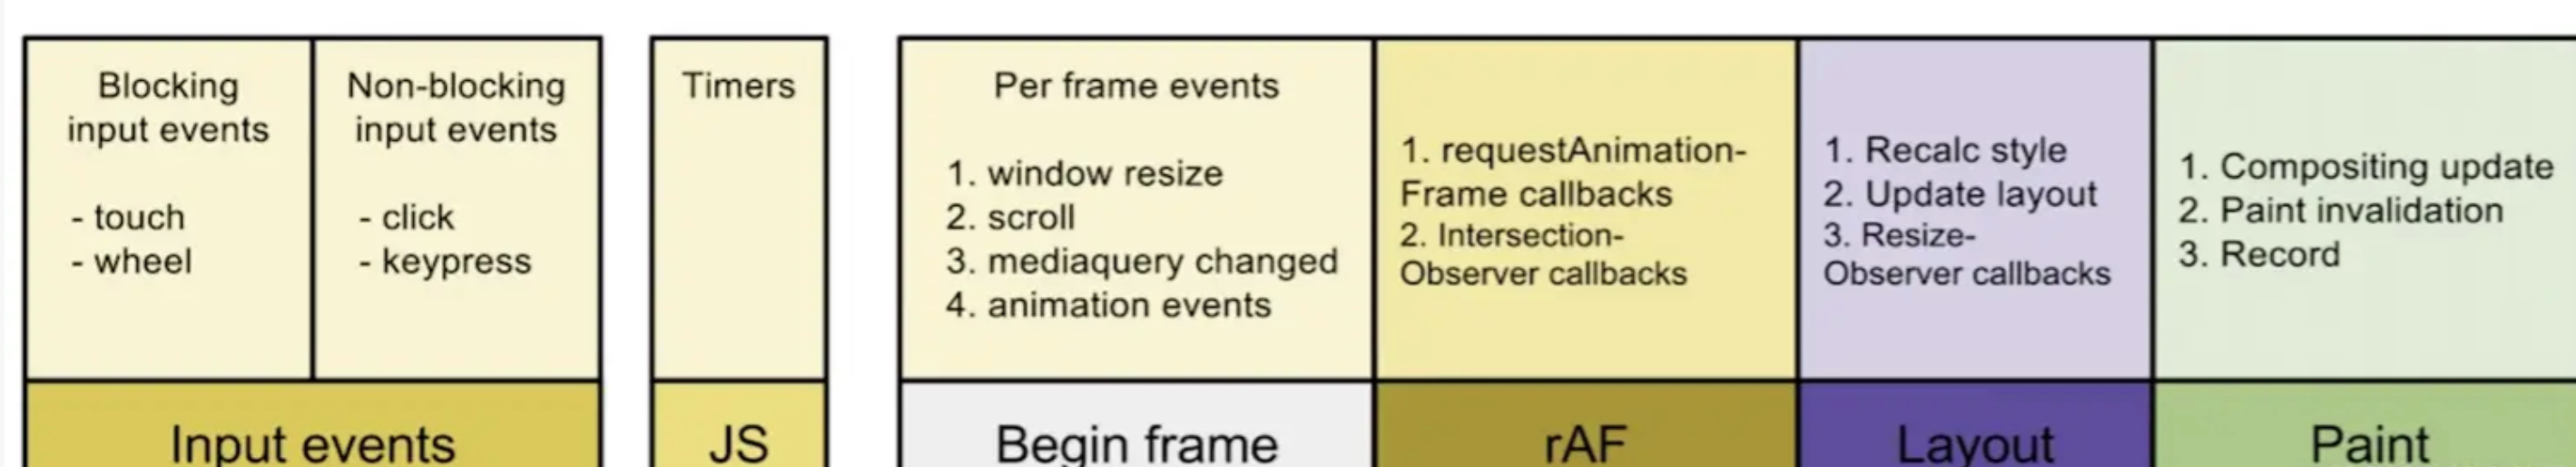 Blocking
input events
- touch
- wheel
Non-blocking
input events
- click
- keypress
Input events
Timers
JS
Per frame events
1. window resize
2. scroll
3. mediaquery changed
4. animation events
Begin frame
1. requestAnimation-
Frame callbacks
2. Intersection-
Observer callbacks
rAF
1. Recalc style
2. Update layout
3. Resize-
Observer callbacks
Layout
1. Compositing update
2. Paint invalidation
3. Record
Paint